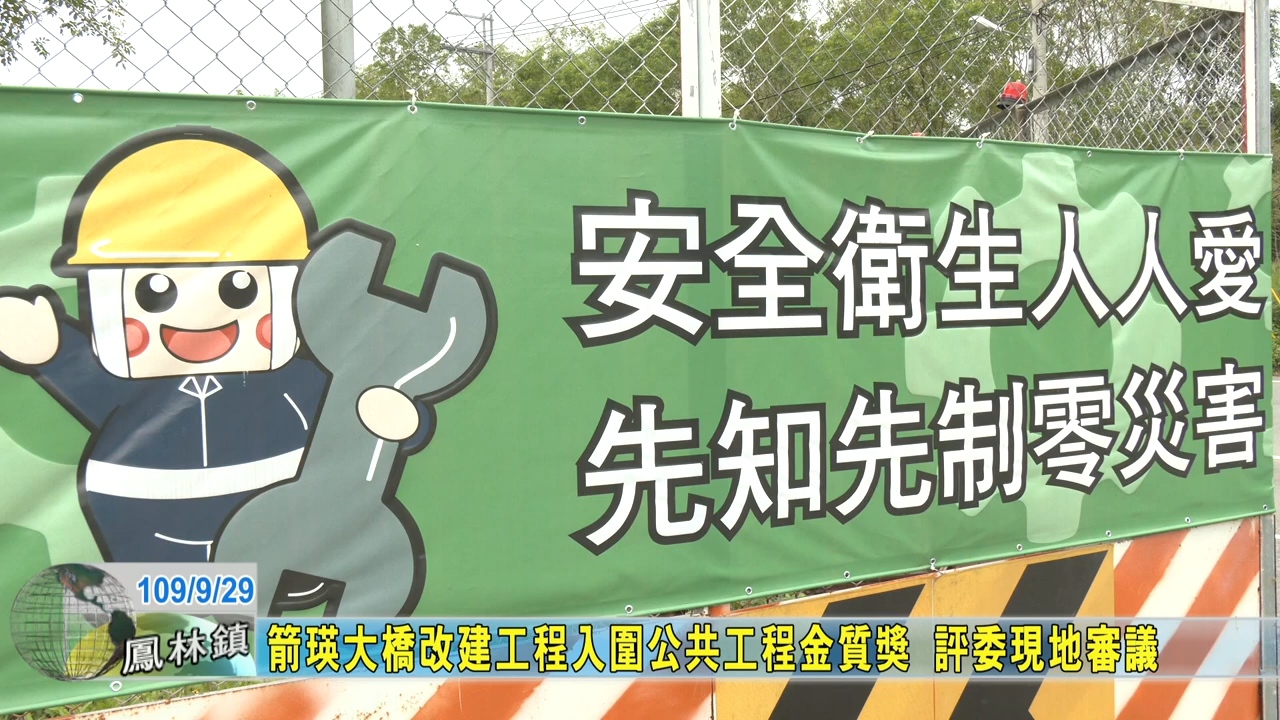 安全衛生人人愛
先知先制零災害
109/9/29
鳳林鎮
箭瑛大橋改建工程入圍公共工程金質獎 評委現地審議